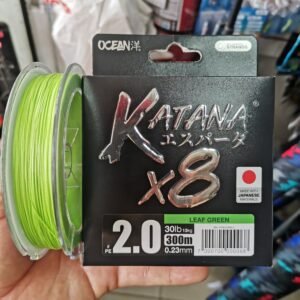 OCEAN洋
KATANA
エスパーダ
x8
MADE WITH
JAPANESE
MATERIALS
LEAF GREEN
# PE
2.0
30lb
300m
0.23mm